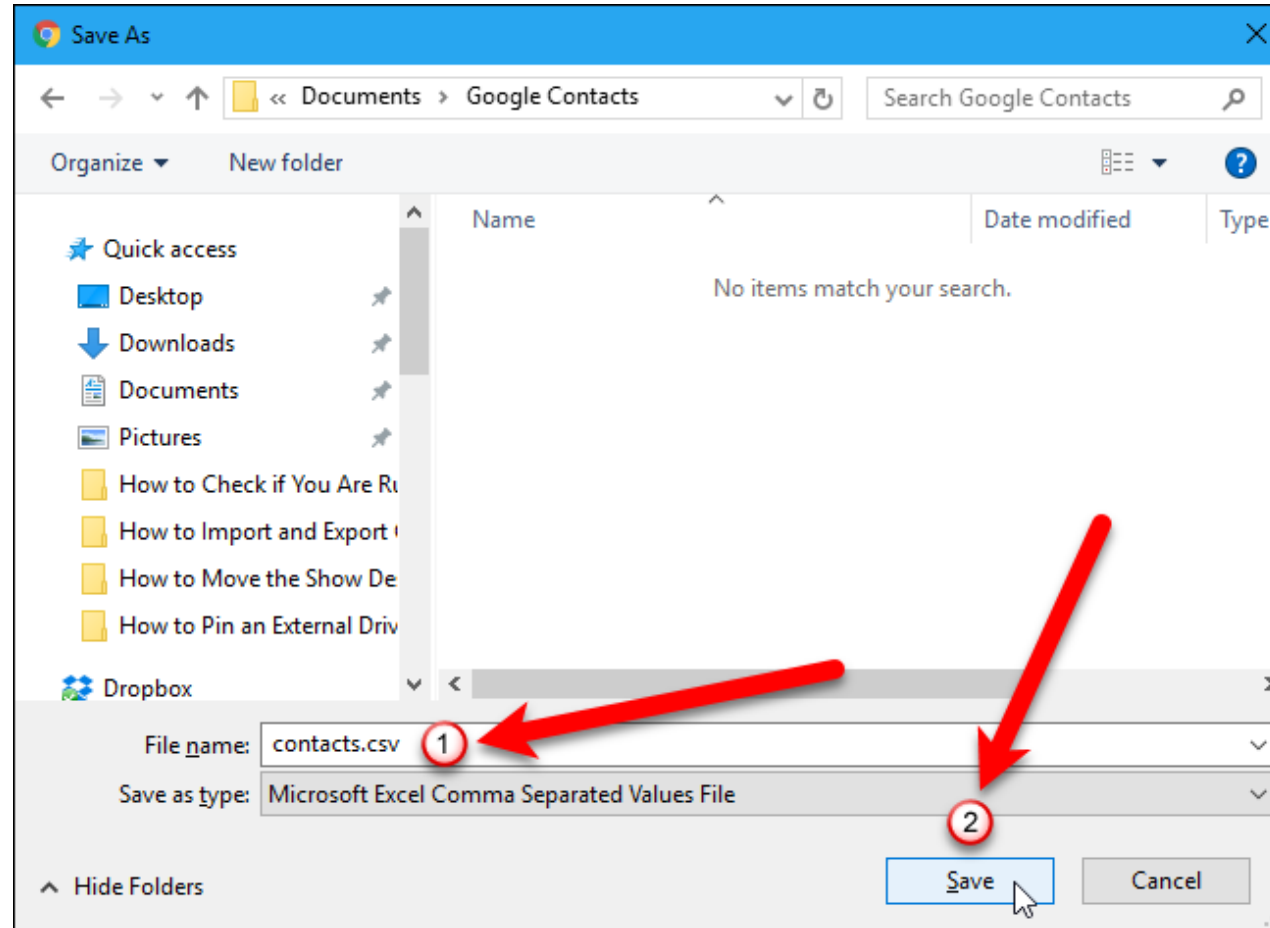 Save As
« Documents > Google Contacts
Search Google Contacts
Organize
New folder
?
Name
Date modified
Type
Quick access
No items match your search.
Desktop
Downloads
Documents
Pictures
How to Check if You Are Ru
How to Import and Export
How to Move the Show De
How to Pin an External Driv
Dropbox
File name: contacts.csv
1
Save as type: Microsoft Excel Comma Separated Values File
2
Hide Folders
Save
Cancel